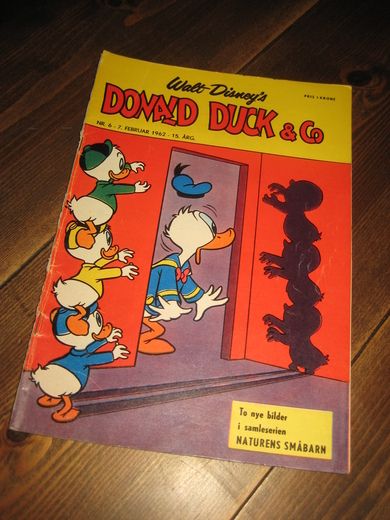 Walt Disney's
PRIS 1 KRONE
DONALD DUCK & Co
NR. 6 - 7. FEBRUAR 1962 - 15. ÅRG.
To nye bilder
i samleserien
NATURENS SMÅBARN